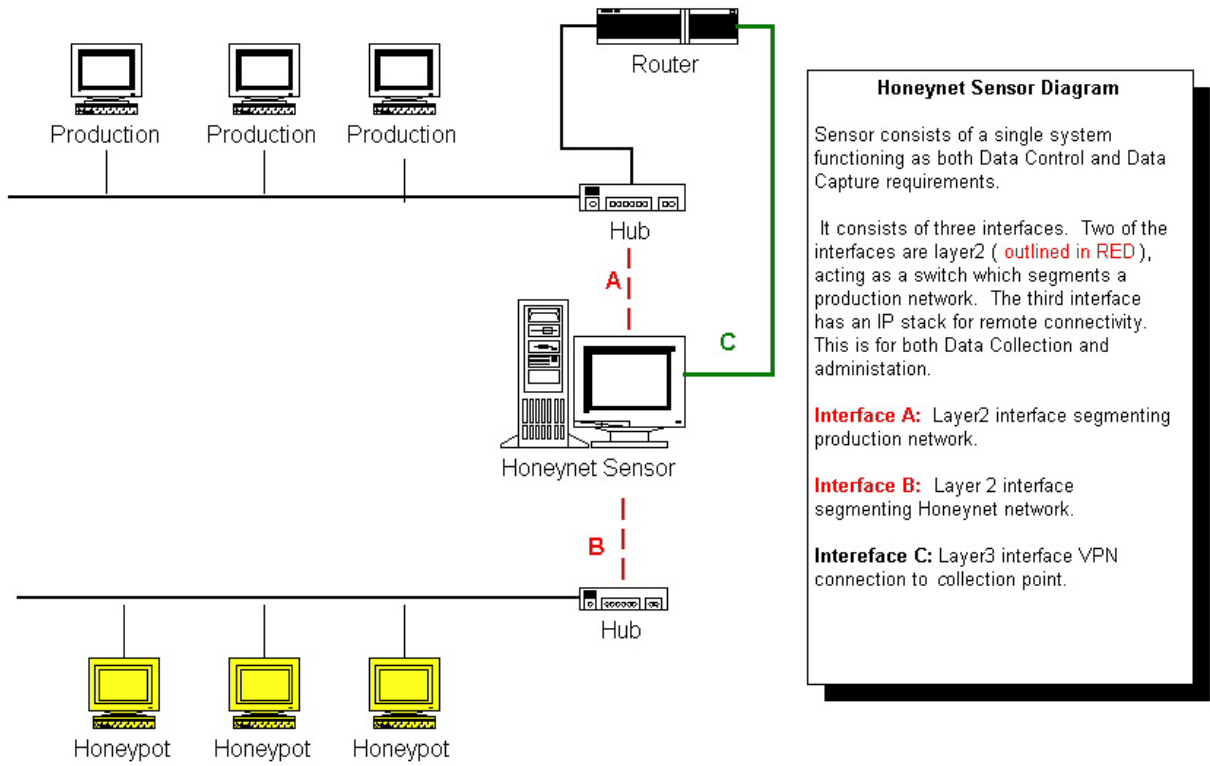 Router
Production
Production
Production
Hub
A
C
Honeynet Sensor
B
Hub
Honeypot
Honeypot
Honeypot
Honeynet Sensor Diagram
Sensor consists of a single system
functioning as both Data Control and Data
Capture requirements.
It consists of three interfaces. Two of the
interfaces are layer2 ( outlined in RED ),
acting as a switch which segments a
production network. The third interface
has an IP stack for remote connectivity.
This is for both Data Collection and
administation.
Interface A: Layer2 interface segmenting
production network.
Interface B: Layer 2 interface
segmenting Honeynet network.
Intereface C: Layer3 interface VPN
connection to collection point.